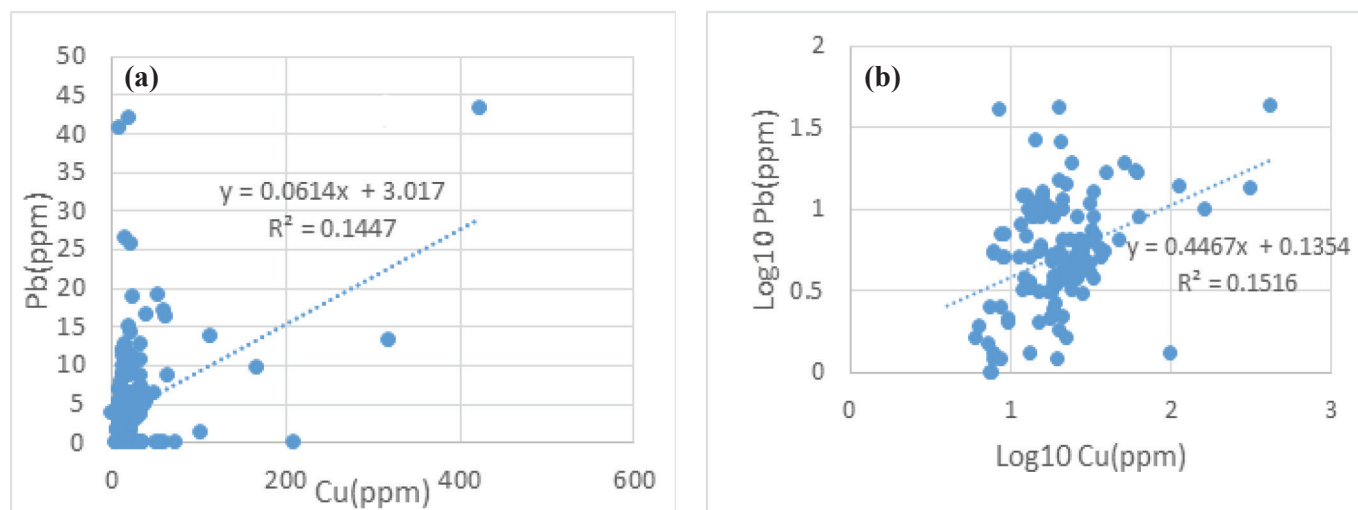 (a)
50
45
40
35
30
25
20
15
10
5
0
Pb(ppm)
y = 0.0614x + 3.017
R² = 0.1447
0 200 400 600
Cu(ppm)
(b)
2
1.5
1
0.5
0
Log10 Pb(ppm)
y = 0.4467x + 0.1354
R² = 0.1516
0 1 2 3
Log10 Cu(ppm)